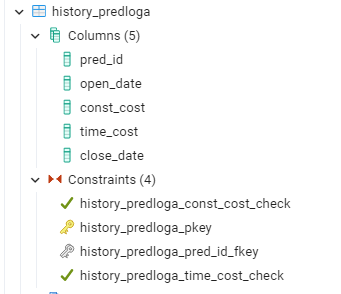 history_predloga
Columns (5)
pred_id
open_date
const_cost
time_cost
close_date
Constraints (4)
history_predloga_const_cost_check
history_predloga_pkey
history_predloga_pred_id_fkey
history_predloga_time_cost_check